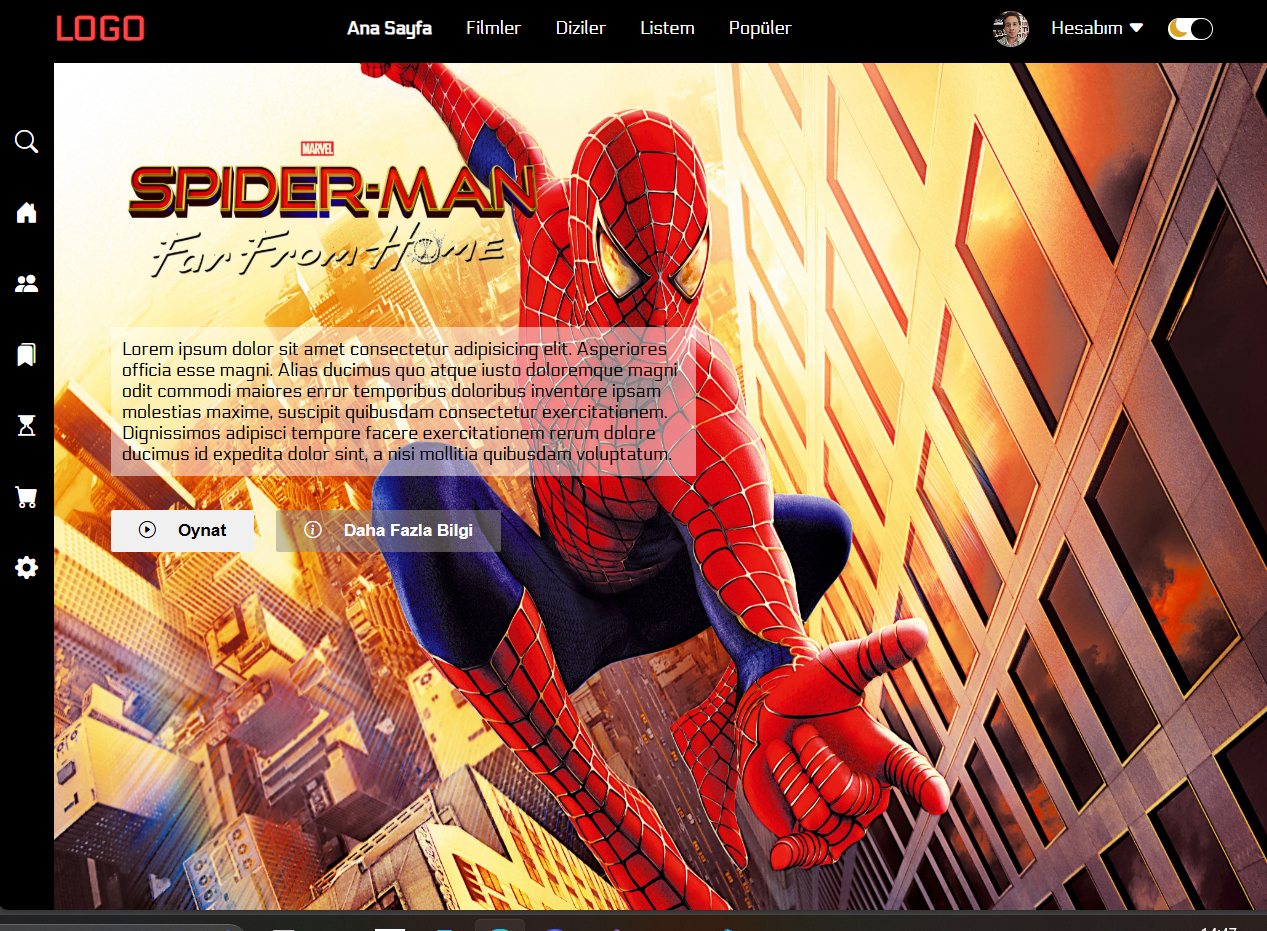 LOGO
Ana Sayfa
Filmler
Diziler
Listem
Popüler
Hesabım
MARVEL
SPIDER-MAN
Far From Home
Lorem ipsum dolor sit amet consectetur adipisicing elit. Asperiores
officia esse magni. Alias ducimus quo atque iusto doloremque magni
odit commodi maiores error temporibus doloribus inventore ipsam
molestias maxime, suscipit quibusdam consectetur exercitationem.
Dignissimos adipisci tempore facere exercitationem rerum dolore
ducimus id expedita dolor sint, a nisi mollitia quibusdam voluptatum.
Oynat
Daha Fazla Bilgi